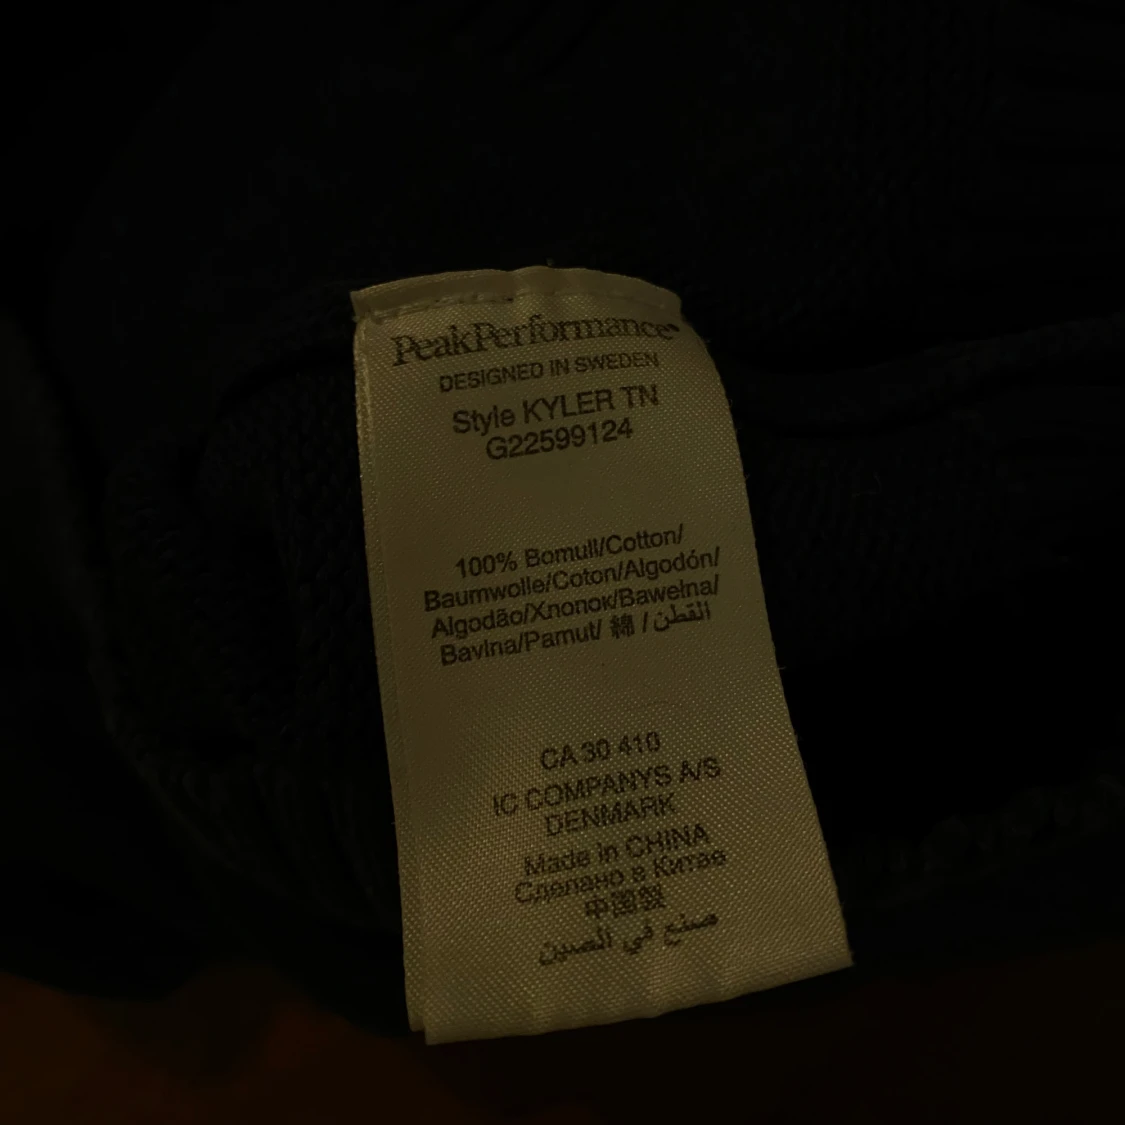 PeakPerformance
DESIGNED IN SWEDEN
Style KYLER TN
G22599124
100% Bomull/Cotton/
Baumwolle/Coton/Algodón/
Algodão/Хлопок/Bawełna/
Bavlna/Pamut/ 綿 / القطن
CA 30 410
IC COMPANYS A/S
DENMARK
Made in CHINA
Сделано в Китае
中国製
صنع في الصين